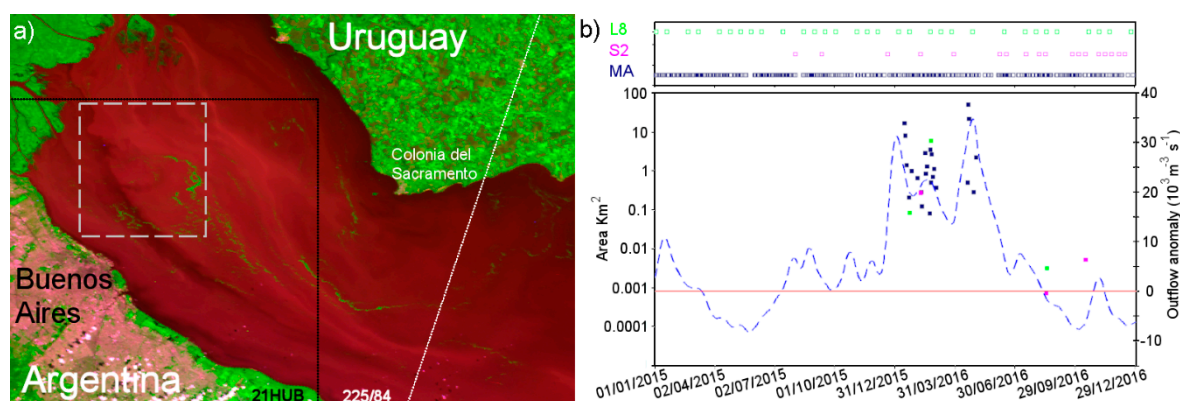 a)
Uruguay
Colonia del
Sacramento
Buenos
Aires
Argentina
21HUB
225/84
b)
L8
S2
MA
100
10
1
0.1
0.01
0.001
0.0001
Area Km²
40
30
20
10
0
-10
Outflow anomaly (10³ m⁻³ s⁻¹)
01/01/2015
02/04/2015
02/07/2015
01/10/2015
31/12/2015
31/03/2016
30/06/2016
29/09/2016
29/12/2016